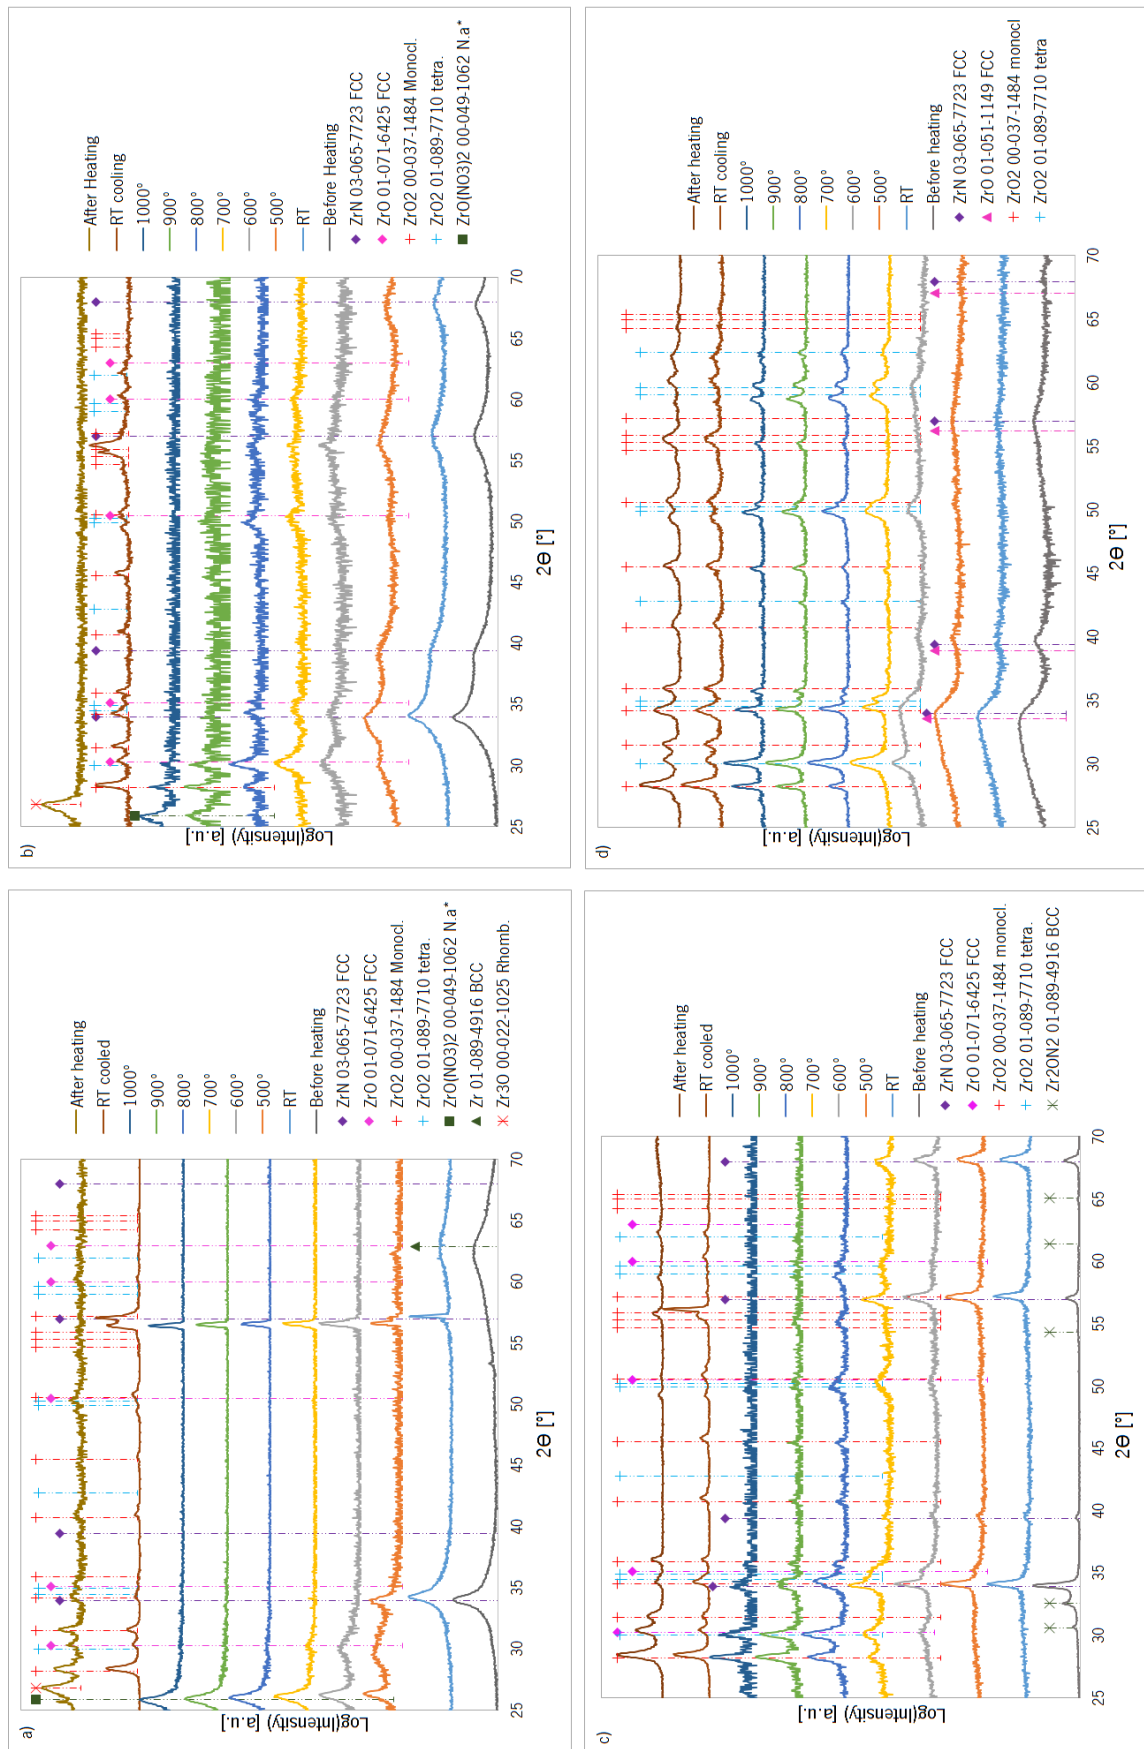 a)
Log(Intensity) [a.u.]
25 30 35 40 45 50 55 60 65 70
2Θ [°]
After heating
RT cooled
1000°
900°
800°
700°
600°
500°
RT
Before heating
ZrN 03-065-7723 FCC
ZrO 01-071-6425 FCC
ZrO2 00-037-1484 Monocl.
ZrO2 01-089-7710 tetra.
ZrO(NO3)2 00-049-1062 N.a*
Zr 01-089-4916 BCC
Zr3O 00-022-1025 Rhomb.
b)
Log(Intensity) [a.u.]
25 30 35 40 45 50 55 60 65 70
2Θ [°]
After Heating
RT cooling
1000°
900°
800°
700°
600°
500°
RT
Before Heating
ZrN 03-065-7723 FCC
ZrO 01-071-6425 FCC
ZrO2 00-037-1484 Monocl.
ZrO2 01-089-7710 tetra.
ZrO(NO3)2 00-049-1062 N.a*
c)
Log(Intensity) [a.u.]
25 30 35 40 45 50 55 60 65 70
2Θ [°]
After heating
RT cooled
1000°
900°
800°
700°
600°
500°
RT
Before heating
ZrN 03-065-7723 FCC
ZrO 01-071-6425 FCC
ZrO2 00-037-1484 monocl.
ZrO2 01-089-7710 tetra.
Zr2ON2 01-089-4916 BCC
d)
Log(Intensity) [a.u.]
25 30 35 40 45 50 55 60 65 70
2Θ [°]
After heating
RT cooling
1000°
900°
800°
700°
600°
500°
RT
Before heating
ZrN 03-065-7723 FCC
ZrO 01-051-1149 FCC
ZrO2 00-037-1484 monocl
ZrO2 01-089-7710 tetra